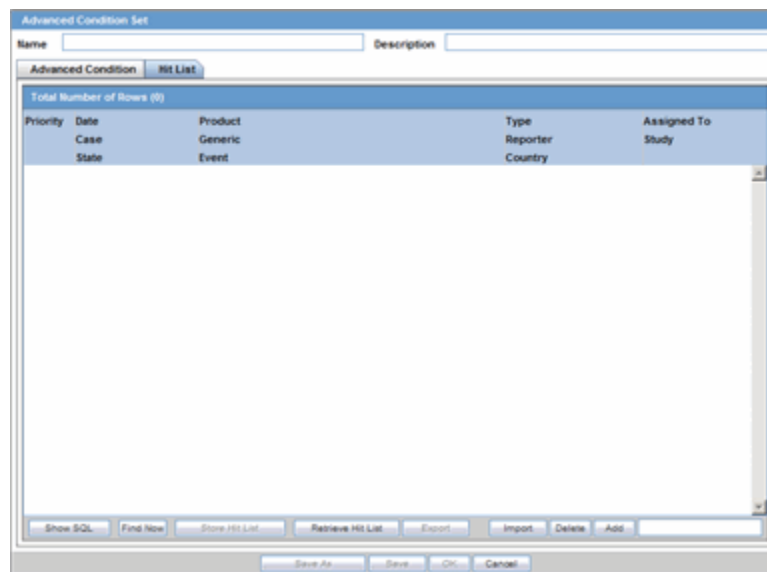 Advanced Condition Set
Name Description
Advanced Condition Hit List
Total Number of Rows (0)
Priority Date Product Type Assigned To
Case Generic Reporter Study
State Event Country
Show SQL Find Now Store Hit List Retrieve Hit List Export Import Delete Add
Save As Save OK Cancel